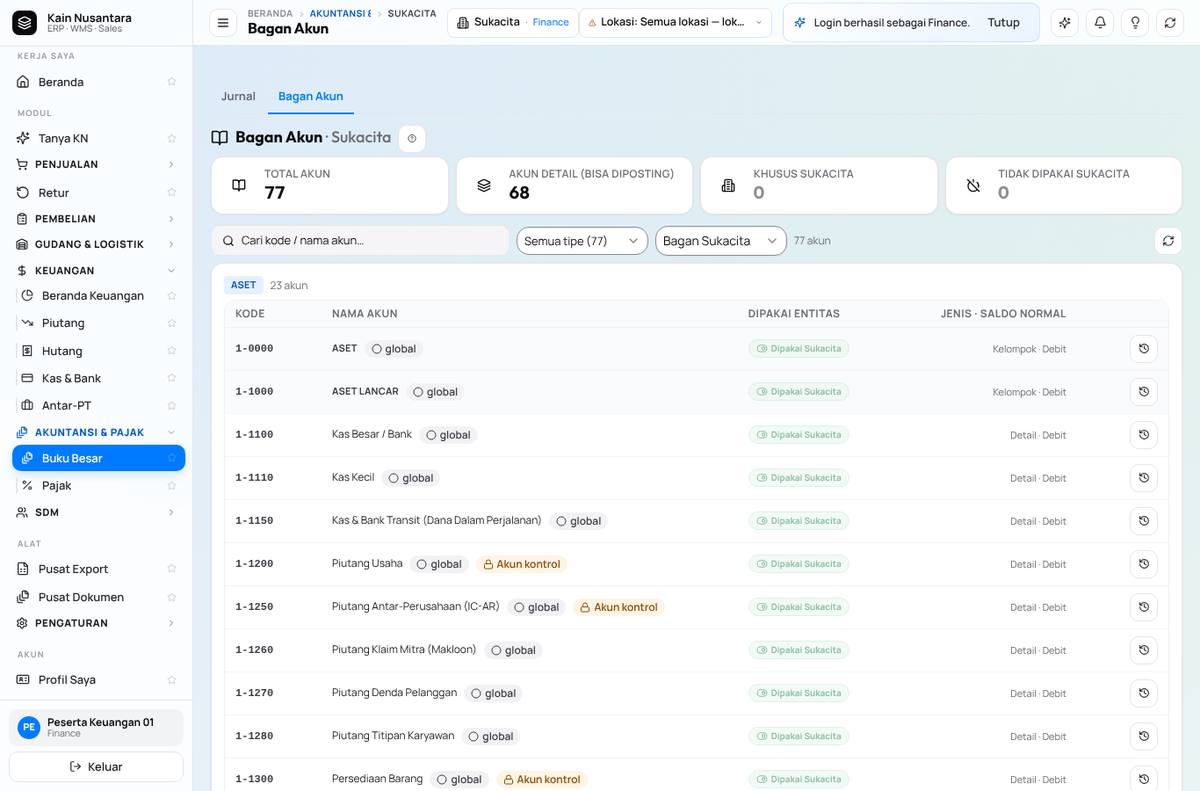 Kain Nusantara
ERP · WMS · Sales
KERJA SAYA
Beranda
MODUL
Tanya KN
PENJUALAN
Retur
PEMBELIAN
GUDANG & LOGISTIK
KEUANGAN
Beranda Keuangan
Piutang
Hutang
Kas & Bank
Antar-PT
AKUNTANSI & PAJAK
Buku Besar
Pajak
SDM
ALAT
Pusat Export
Pusat Dokumen
PENGATURAN
AKUN
Profil Saya
PE
Peserta Keuangan 01
Finance
Keluar
BERANDA › AKUNTANSI & › SUKACITA
Bagan Akun
Sukacita · Finance
Lokasi: Semua lokasi — lok...
Login berhasil sebagai Finance. Tutup
Jurnal Bagan Akun
Bagan Akun · Sukacita
TOTAL AKUN
77
AKUN DETAIL (BISA DIPOSTING)
68
KHUSUS SUKACITA
0
TIDAK DIPAKAI SUKACITA
0
Cari kode / nama akun...
Semua tipe (77)
Bagan Sukacita
77 akun
ASET 23 akun
KODE NAMA AKUN DIPAKAI ENTITAS JENIS · SALDO NORMAL
1-0000 ASET global Dipakai Sukacita Kelompok · Debit
1-1000 ASET LANCAR global Dipakai Sukacita Kelompok · Debit
1-1100 Kas Besar / Bank global Dipakai Sukacita Detail · Debit
1-1110 Kas Kecil global Dipakai Sukacita Detail · Debit
1-1150 Kas & Bank Transit (Dana Dalam Perjalanan) global Dipakai Sukacita Detail · Debit
1-1200 Piutang Usaha global Akun kontrol Dipakai Sukacita Detail · Debit
1-1250 Piutang Antar-Perusahaan (IC-AR) global Akun kontrol Dipakai Sukacita Detail · Debit
1-1260 Piutang Klaim Mitra (Makloon) global Dipakai Sukacita Detail · Debit
1-1270 Piutang Denda Pelanggan global Dipakai Sukacita Detail · Debit
1-1280 Piutang Titipan Karyawan global Dipakai Sukacita Detail · Debit
1-1300 Persediaan Barang global Akun kontrol Dipakai Sukacita Detail · Debit